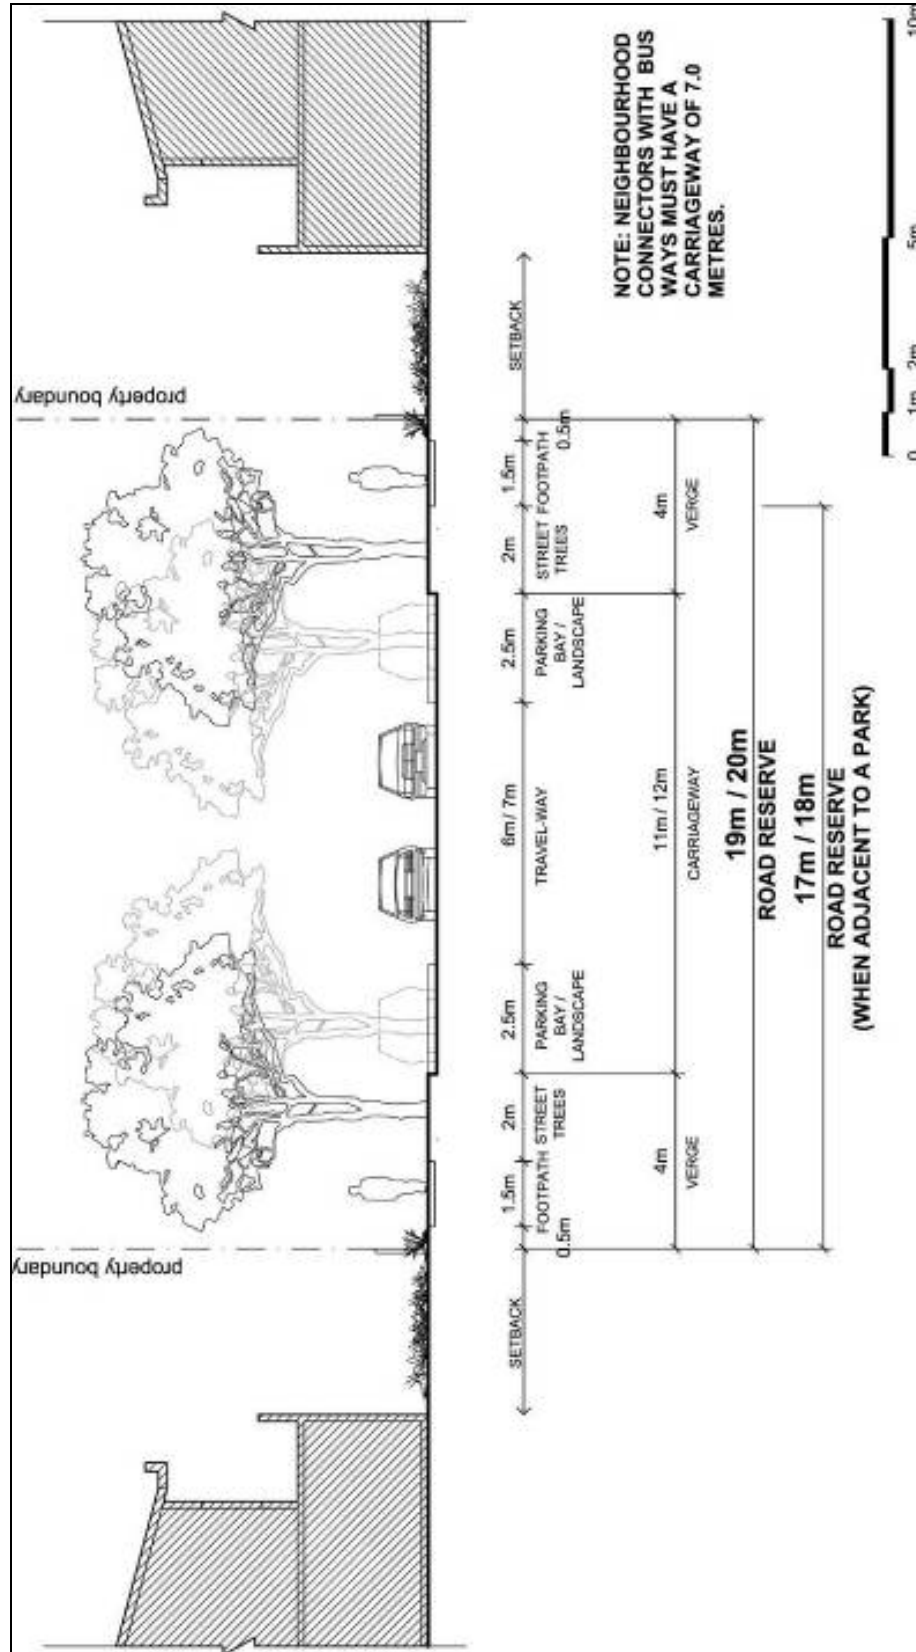 property boundary
property boundary
SETBACK
0.5m
1.5m
FOOTPATH
2m
STREET
TREES
2.5m
PARKING
BAY /
LANDSCAPE
6m/ 7m
TRAVEL-WAY
2.5m
PARKING
BAY /
LANDSCAPE
2m
STREET
TREES
1.5m
FOOTPATH
0.5m
SETBACK
4m
VERGE
11m / 12m
CARRIAGEWAY
4m
VERGE
19m / 20m
ROAD RESERVE
17m / 18m
ROAD RESERVE
(WHEN ADJACENT TO A PARK)
NOTE: NEIGHBOURHOOD
CONNECTORS WITH BUS
WAYS MUST HAVE A
CARRIAGEWAY OF 7.0
METRES.
0 1m 2m 5m 10m